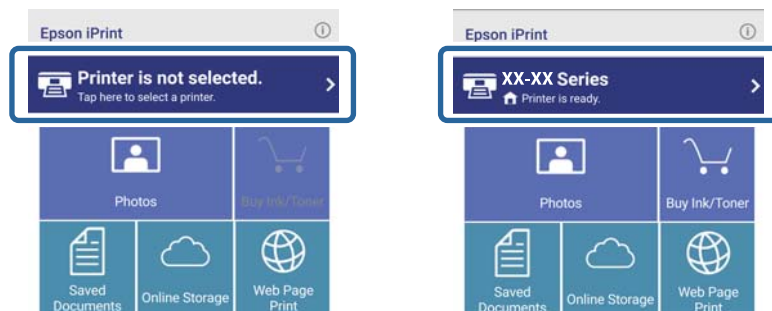 Epson iPrint
Printer is not selected.
Tap here to select a printer.
Photos
Buy Ink/Toner
Saved
Documents
Online Storage
Web Page
Print
Epson iPrint
XX-XX Series
Printer is ready.
Photos
Buy Ink/Toner
Saved
Documents
Online Storage
Web Page
Print